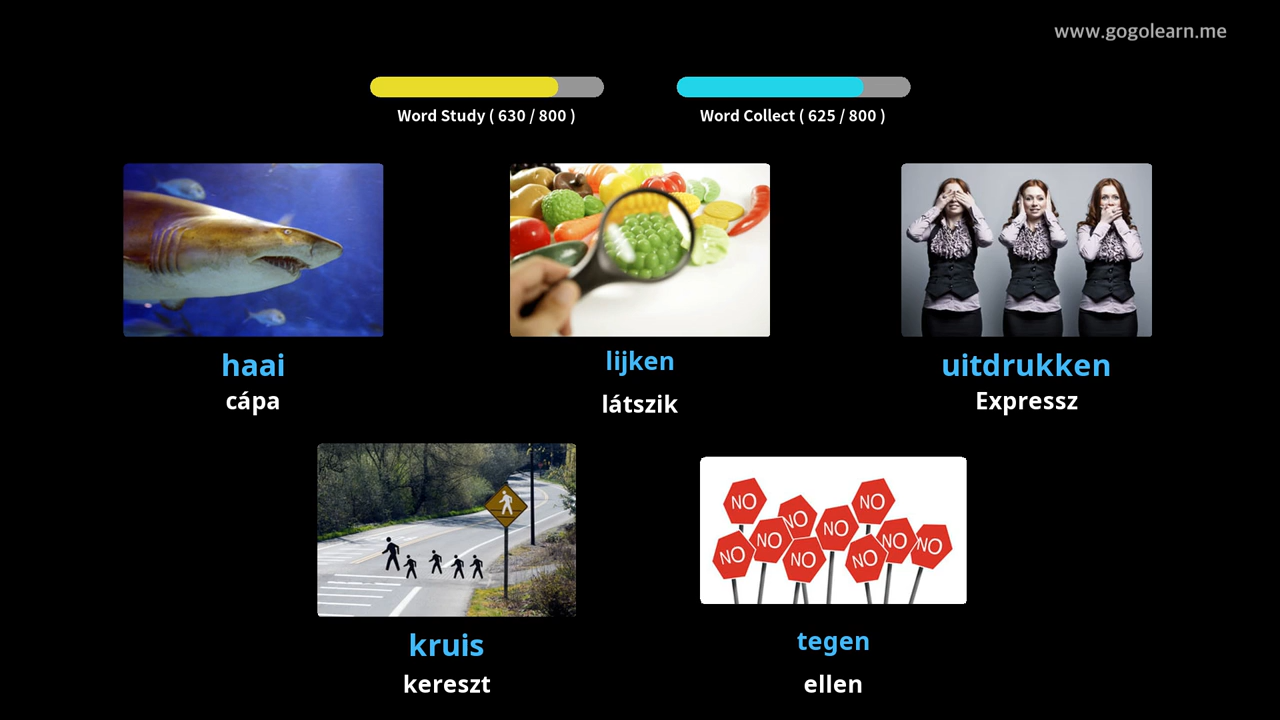 www.gogolearn.me
Word Study ( 630 / 800 )
Word Collect ( 625 / 800 )
haai
cápa
lijken
látszik
uitdrukken
Expressz
NO
NO
NO
NO
NO
NO
NO
NO
NO
NO
kruis
kereszt
tegen
ellen